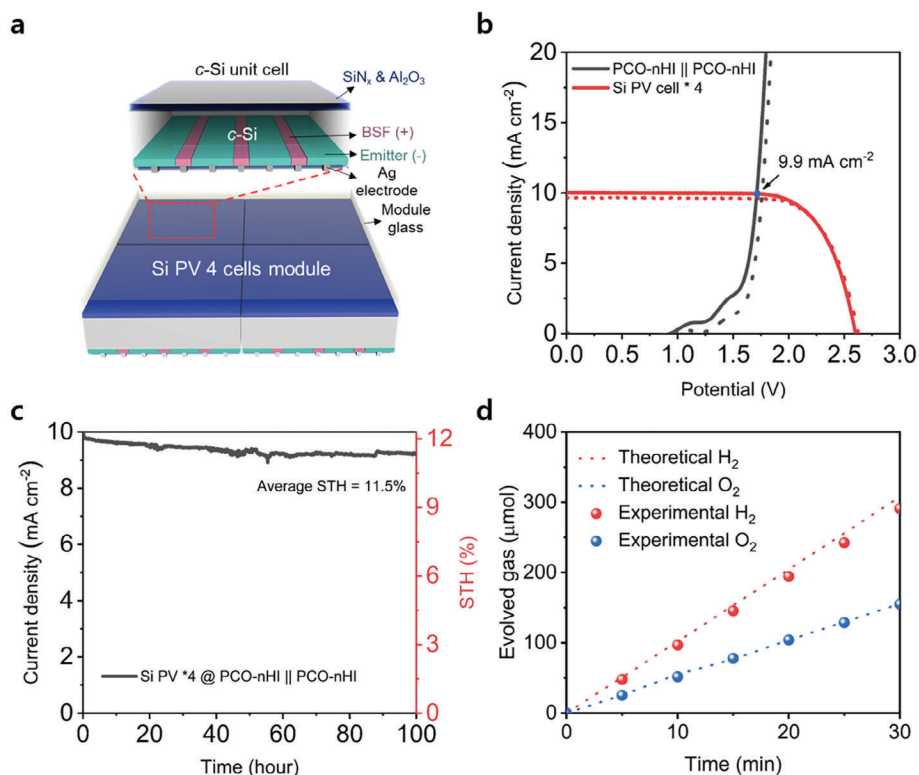 a
c-Si unit cell
SiNₓ & Al₂O₃
c-Si
BSF (+)
Emitter (-)
Ag
electrode
Module
glass
Si PV 4 cells module
b
20
15
10
5
0
Current density (mA cm⁻²)
PCO-nHI || PCO-nHI
Si PV cell * 4
9.9 mA cm⁻²
0.0 0.5 1.0 1.5 2.0 2.5 3.0
Potential (V)
c
10
8
6
4
2
0
Current density (mA cm⁻²)
Average STH = 11.5%
Si PV *4 @ PCO-nHI || PCO-nHI
12
9
6
3
0
STH (%)
0 20 40 60 80 100
Time (hour)
d
400
300
200
100
0
Evolved gas (μmol)
Theoretical H₂
Theoretical O₂
Experimental H₂
Experimental O₂
0 10 20 30
Time (min)